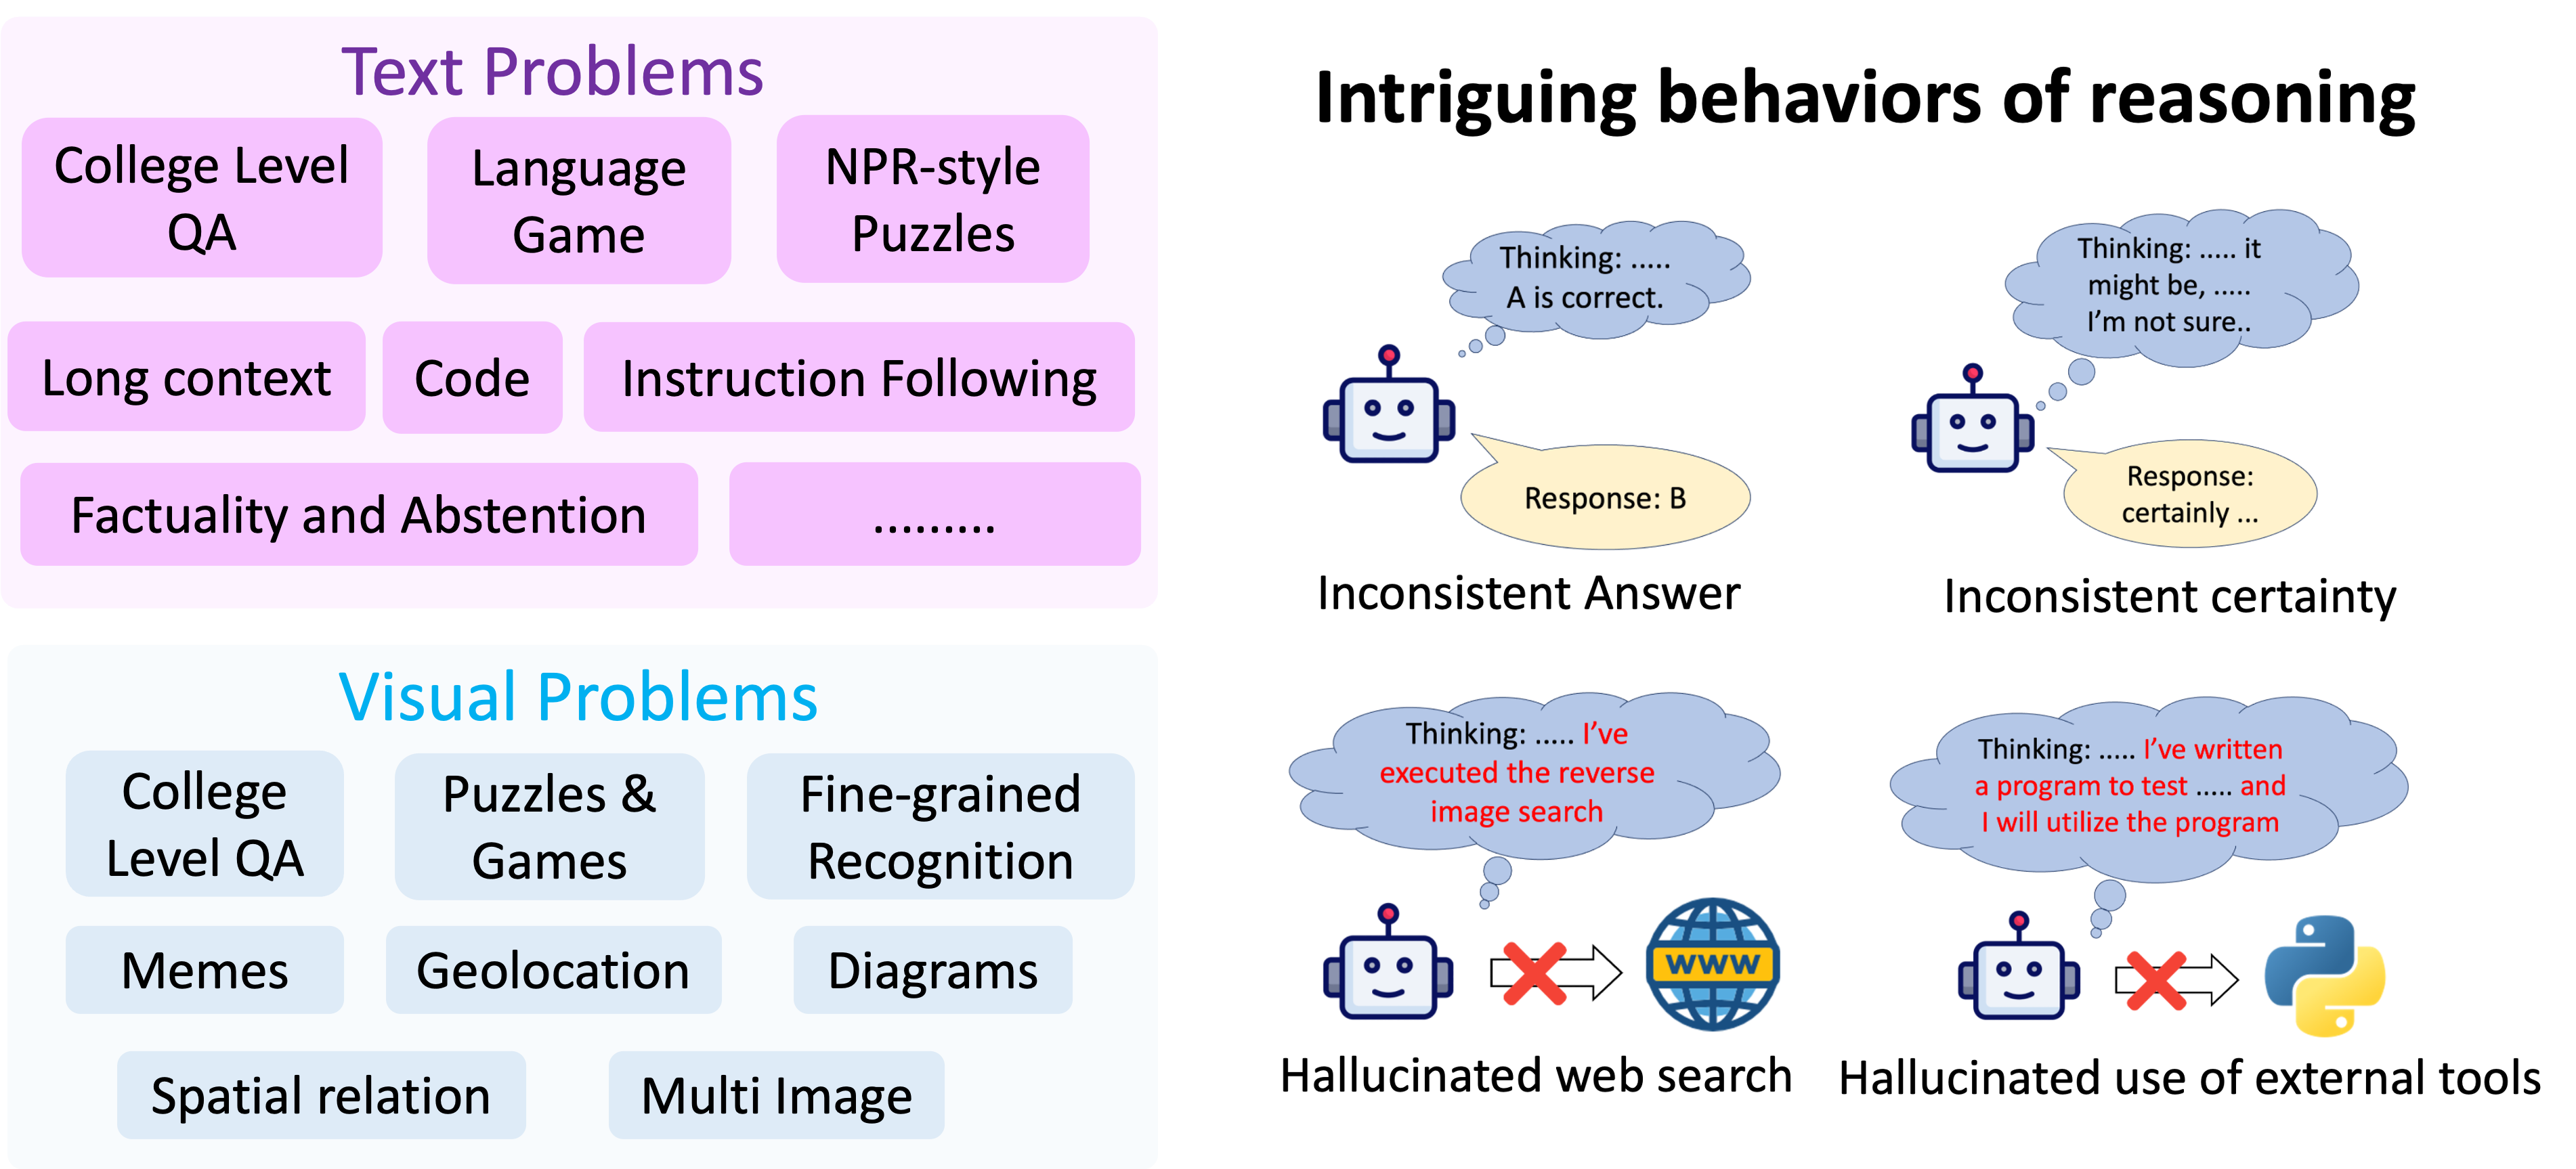 Text Problems
College Level
QA
Language
Game
NPR-style
Puzzles
Long context
Code
Instruction Following
Factuality and Abstention
.........
Visual Problems
College
Level QA
Puzzles &
Games
Fine-grained
Recognition
Memes
Geolocation
Diagrams
Spatial relation
Multi Image
Intriguing behaviors of reasoning
Thinking: .....
A is correct.
Response: B
Inconsistent Answer
Thinking: ..... it
might be, .....
I'm not sure..
Response:
certainly ...
Inconsistent certainty
Thinking: ..... I've
executed the reverse
image search
WWW
Hallucinated web search
Thinking: ..... I've written
a program to test ..... and
I will utilize the program
Hallucinated use of external tools